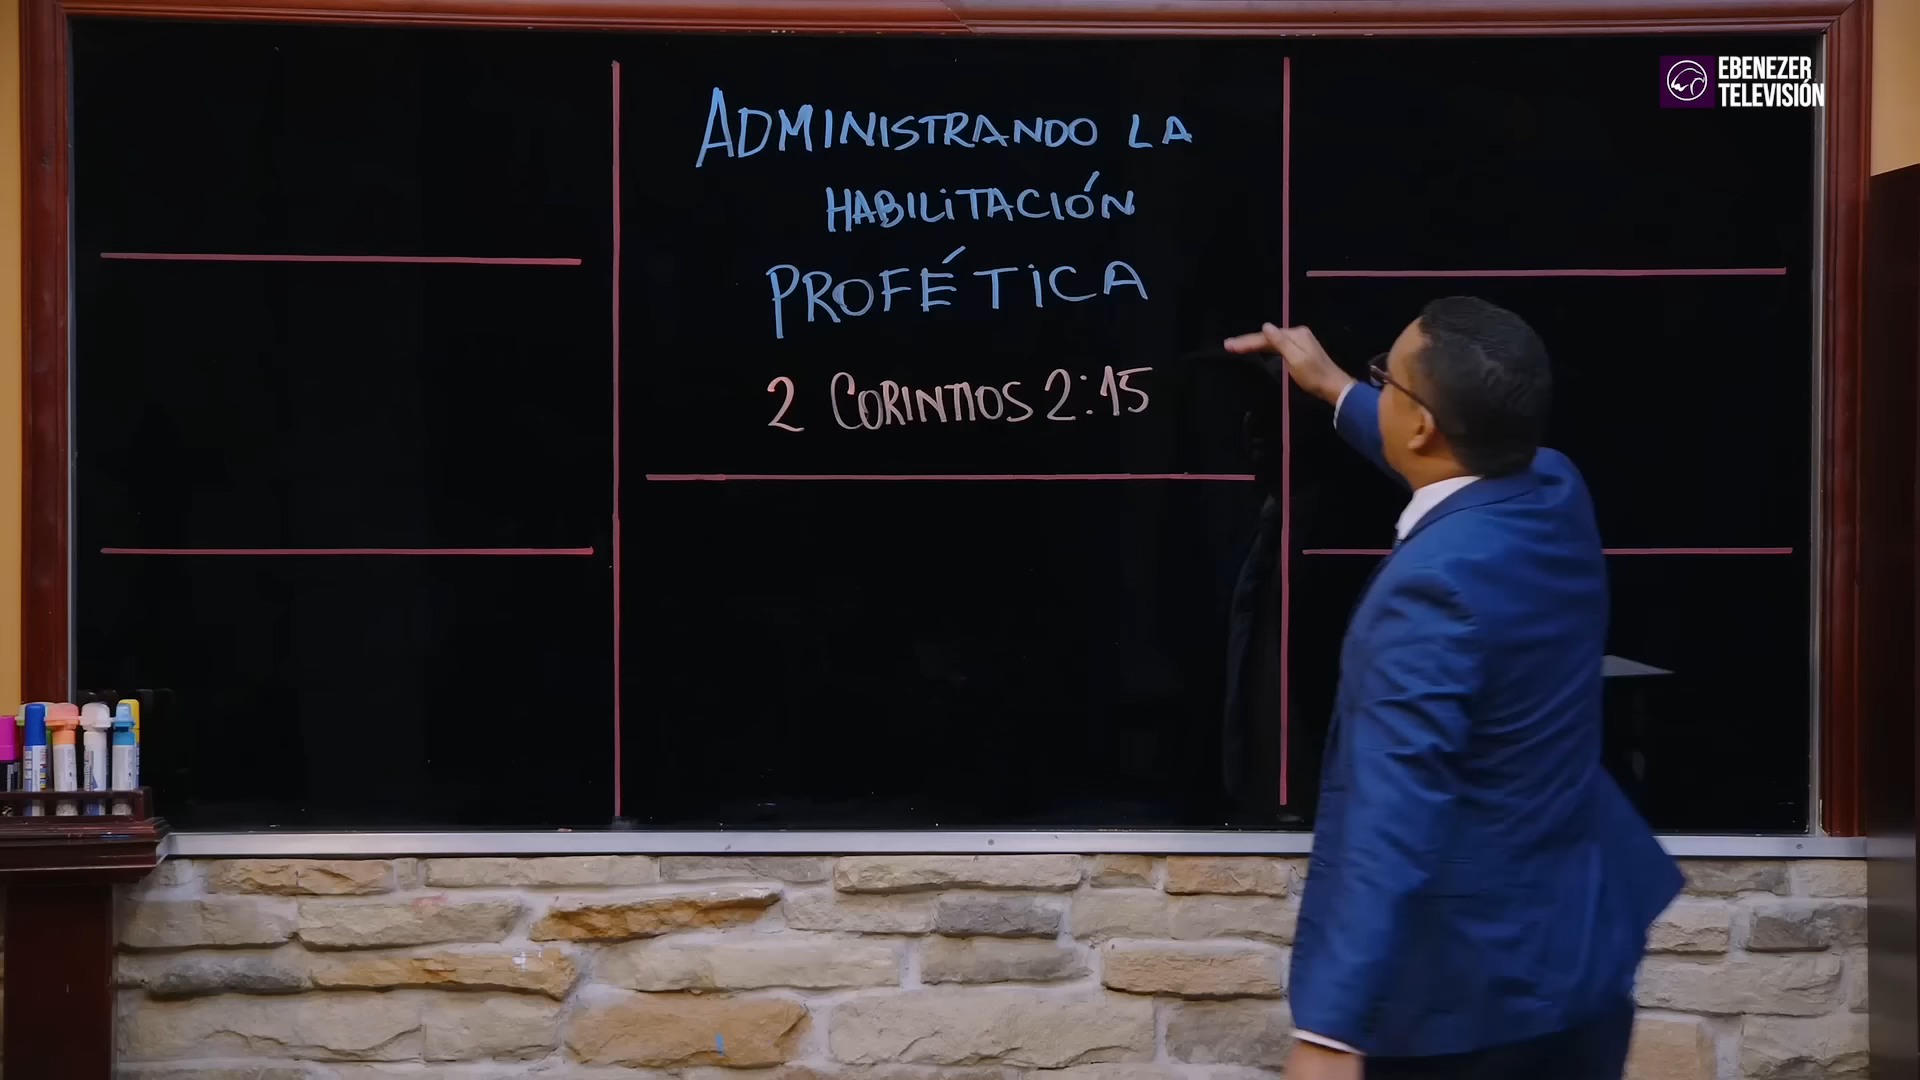 EBENEZER
TELEVISIÓN
ADMINISTRANDO LA
HABILITACIÓN
PROFÉTICA
2 CORINTIOS 2:15